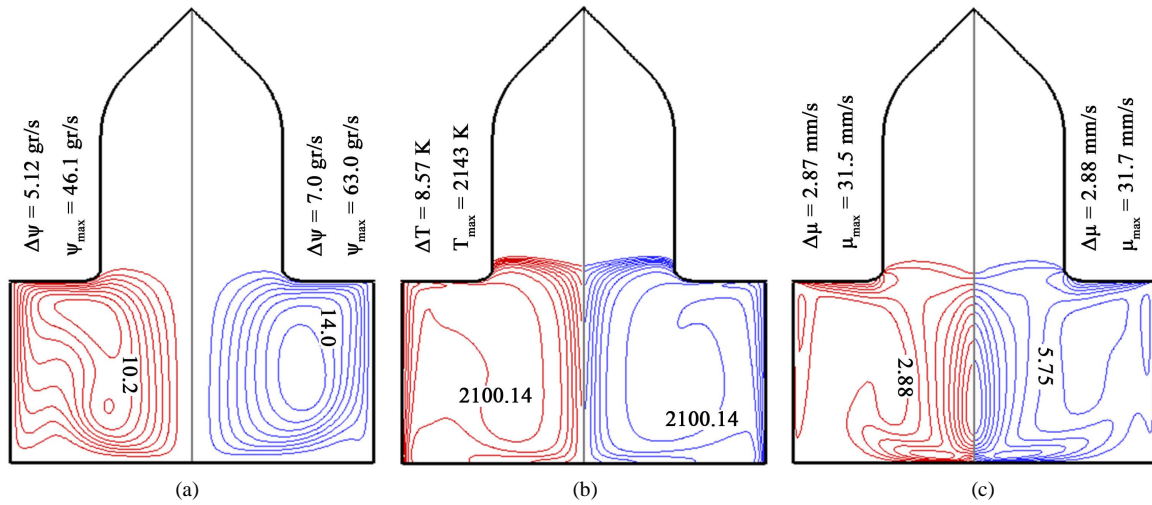 Δψ = 5.12 gr/s
ψmax = 46.1 gr/s
Δψ = 7.0 gr/s
ψmax = 63.0 gr/s
10.2
14.0
(a)
ΔT = 8.57 K
Tmax = 2143 K
2100.14
2100.14
(b)
Δμ = 2.87 mm/s
μmax = 31.5 mm/s
Δμ = 2.88 mm/s
μmax = 31.7 mm/s
2.88
5.75
(c)